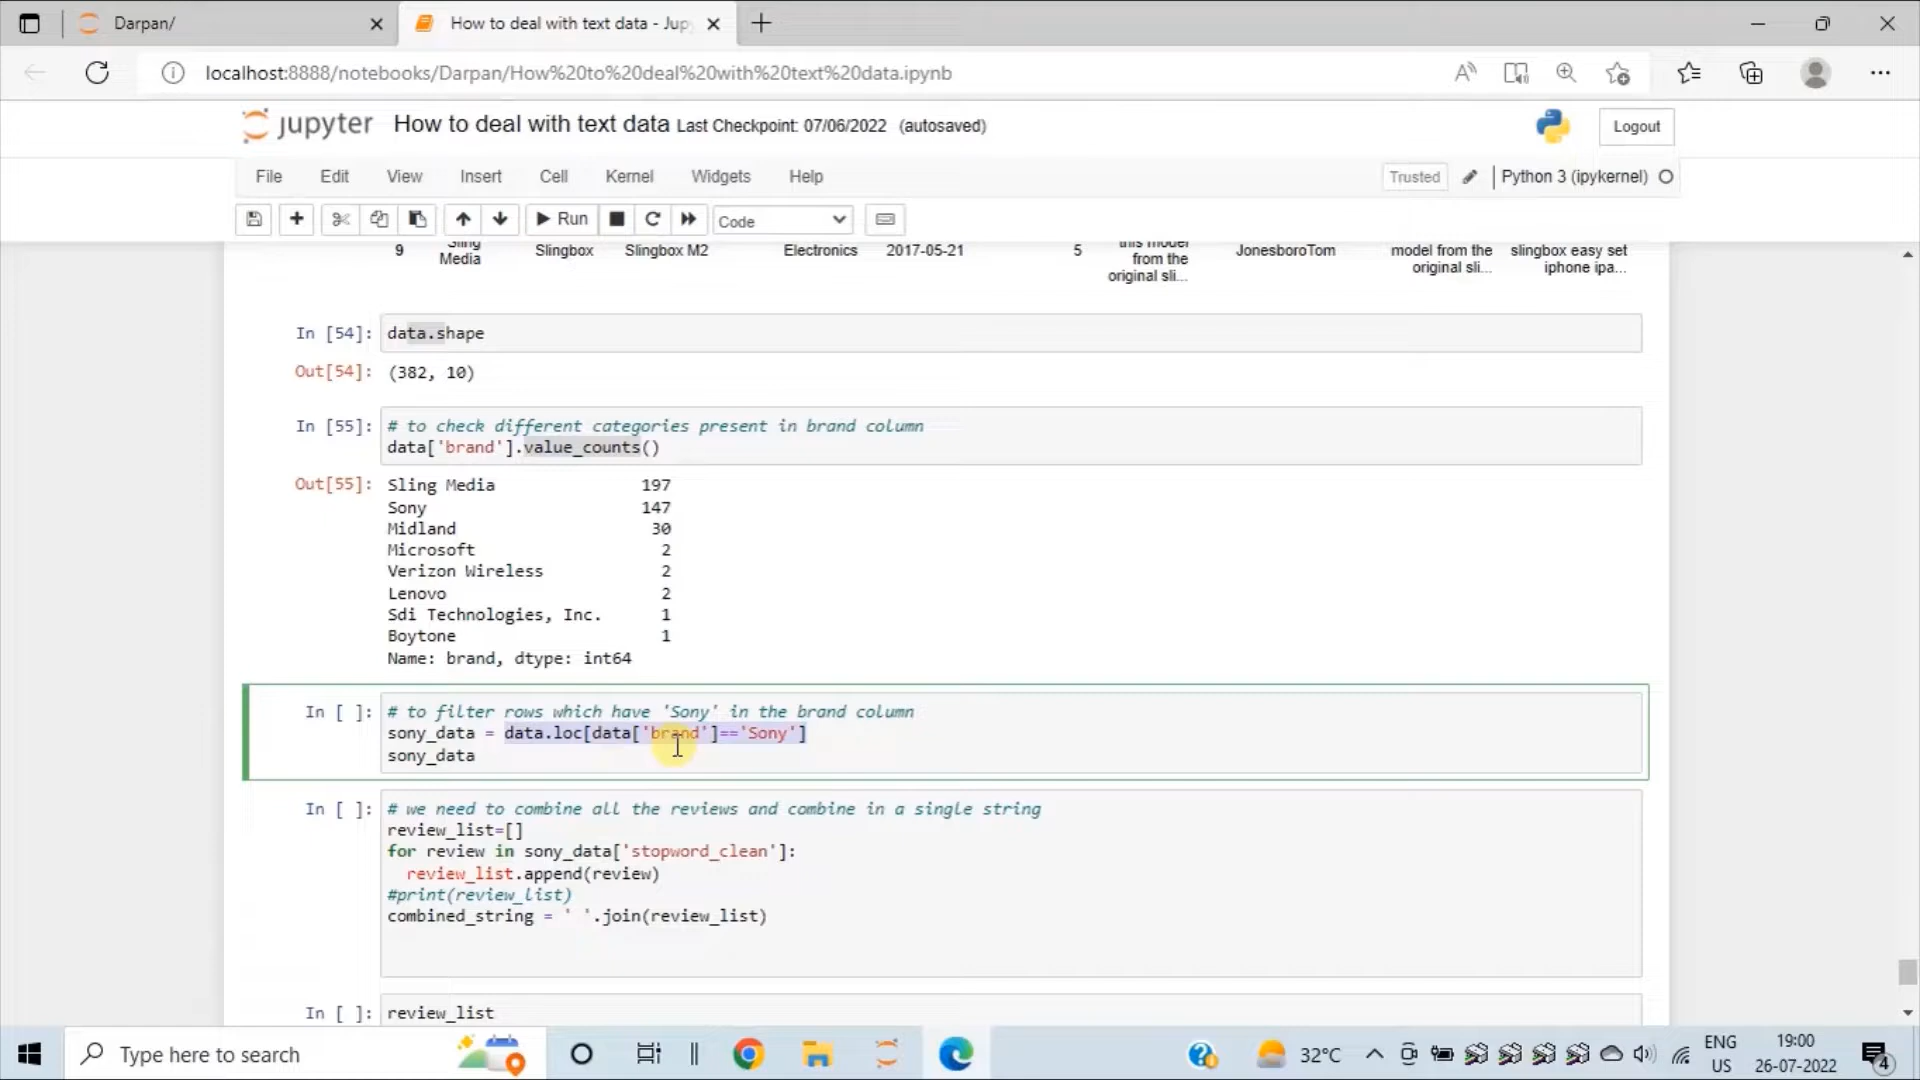 Darpan/
How to deal with text data - Jup
localhost:8888/notebooks/Darpan/How%20to%20deal%20with%20text%20data.ipynb
jupyter How to deal with text data Last Checkpoint: 07/06/2022 (autosaved)
Logout
File Edit View Insert Cell Kernel Widgets Help
Trusted Python 3 (ipykernel)
Run Code
9 Sling Media Slingbox Slingbox M2 Electronics 2017-05-21 5 this model from the original sli... JonesboroTom model from the original sli... slingbox easy set iphone ipa...
In [54]: data.shape
Out[54]: (382, 10)
In [55]: # to check different categories present in brand column
data['brand'].value_counts()
Out[55]: Sling Media 197
Sony 147
Midland 30
Microsoft 2
Verizon Wireless 2
Lenovo 2
Sdi Technologies, Inc. 1
Boytone 1
Name: brand, dtype: int64
In [ ]: # to filter rows which have 'Sony' in the brand column
sony_data = data.loc[data['brand']=='Sony']
sony_data
In [ ]: # we need to combine all the reviews and combine in a single string
review_list=[]
for review in sony_data['stopword_clean']:
review_list.append(review)
#print(review_list)
combined_string = ' '.join(review_list)
In [ ]: review_list
Type here to search
32°C
ENG
US
19:00
26-07-2022
4